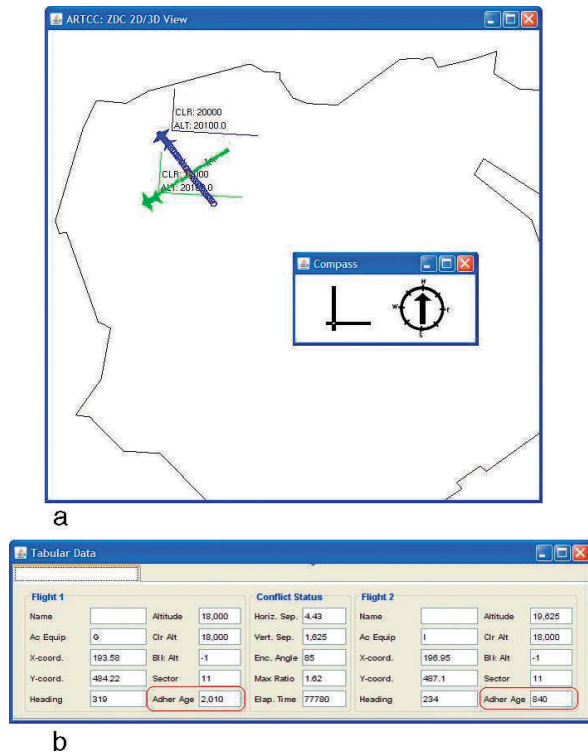 ARTCC: ZDC 2D/3D View
CLR: 20000
ALT: 20100.0
ALT: 20100.0
Compass
N
W
E
S
a
Tabular Data
Flight 1
Conflict Status
Flight 2
Name Altitude 18,000 Horiz. Sep. 4.43 Name Altitude 19,625
Ac Equip G Clr Alt 18,000 Vert. Sep. 1,625 Ac Equip I Clr Alt 18,000
X-coord. 193.58 Blk Alt -1 Enc. Angle 85 X-coord. 196.95 Blk Alt -1
Y-coord. 484.22 Sector 11 Max Ratio 1.62 Y-coord. 487.1 Sector 11
Heading 319 Adher Age 2,010 Elap. Time 77780 Heading 234 Adher Age 840
b